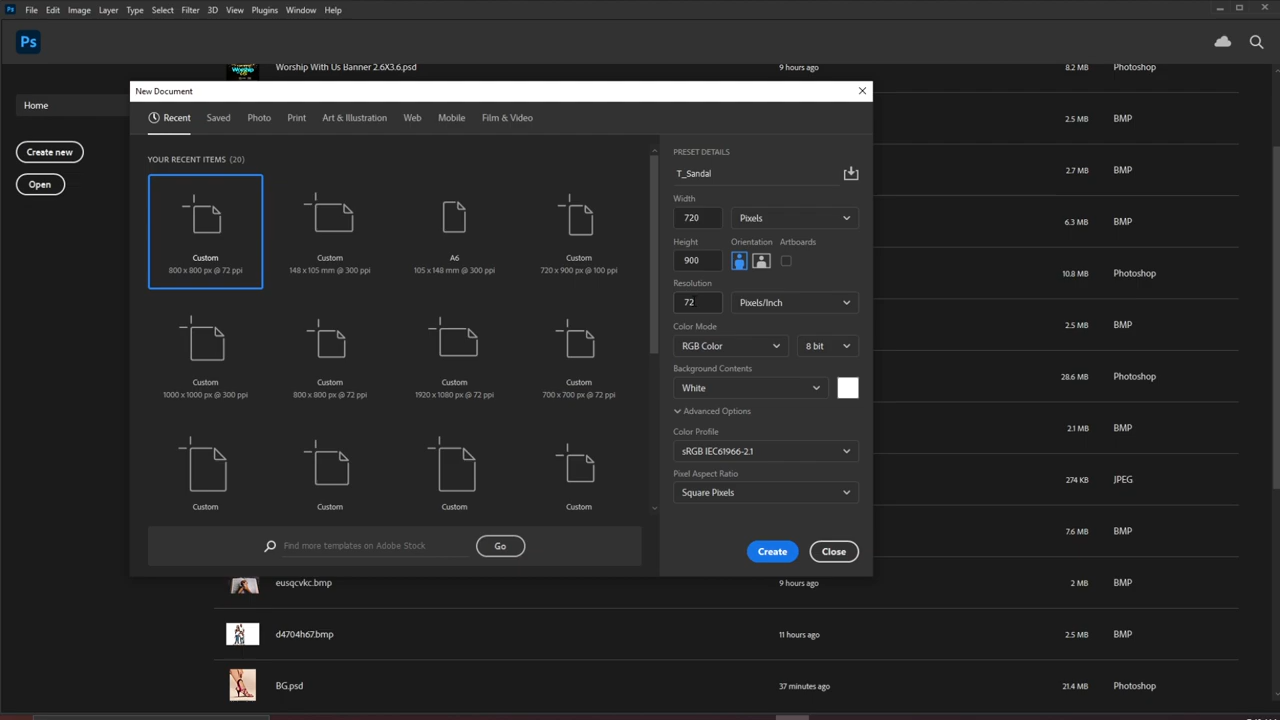 Ps File Edit Image Layer Type Select Filter 3D View Plugins Window Help
Ps
Worship With Us Banner 2.6X3.6.psd 9 hours ago 8.2 MB Photoshop
New Document
Home
Recent Saved Photo Print Art & Illustration Web Mobile Film & Video
2.5 MB BMP
Create new
Open
YOUR RECENT ITEMS (20)
PRESET DETAILS
T_Sandal
2.7 MB BMP
Width
720 Pixels
6.3 MB BMP
Height Orientation Artboards
900
Custom Custom A6 Custom
800 x 800 px @ 72 ppi 148 x 105 mm @ 300 ppi 105 x 148 mm @ 300 ppi 720 x 900 px @ 100 ppi
10.8 MB Photoshop
Resolution
72 Pixels/Inch
2.5 MB BMP
Color Mode
RGB Color 8 bit
Background Contents
28.6 MB Photoshop
Custom Custom Custom Custom
White
1000 x 1000 px @ 300 ppi 800 x 800 px @ 72 ppi 1920 x 1080 px @ 72 ppi 700 x 700 px @ 72 ppi
Advanced Options
2.1 MB BMP
Color Profile
sRGB IEC61966-2.1
Pixel Aspect Ratio
274 KB JPEG
Square Pixels
Custom Custom Custom Custom
2.5 MB BMP
7.6 MB BMP
Find more templates on Adobe Stock Go
Create Close
eusqcvkc.bmp 9 hours ago 2 MB BMP
d4704h67.bmp 11 hours ago 2.5 MB BMP
BG.psd 37 minutes ago 21.4 MB Photoshop